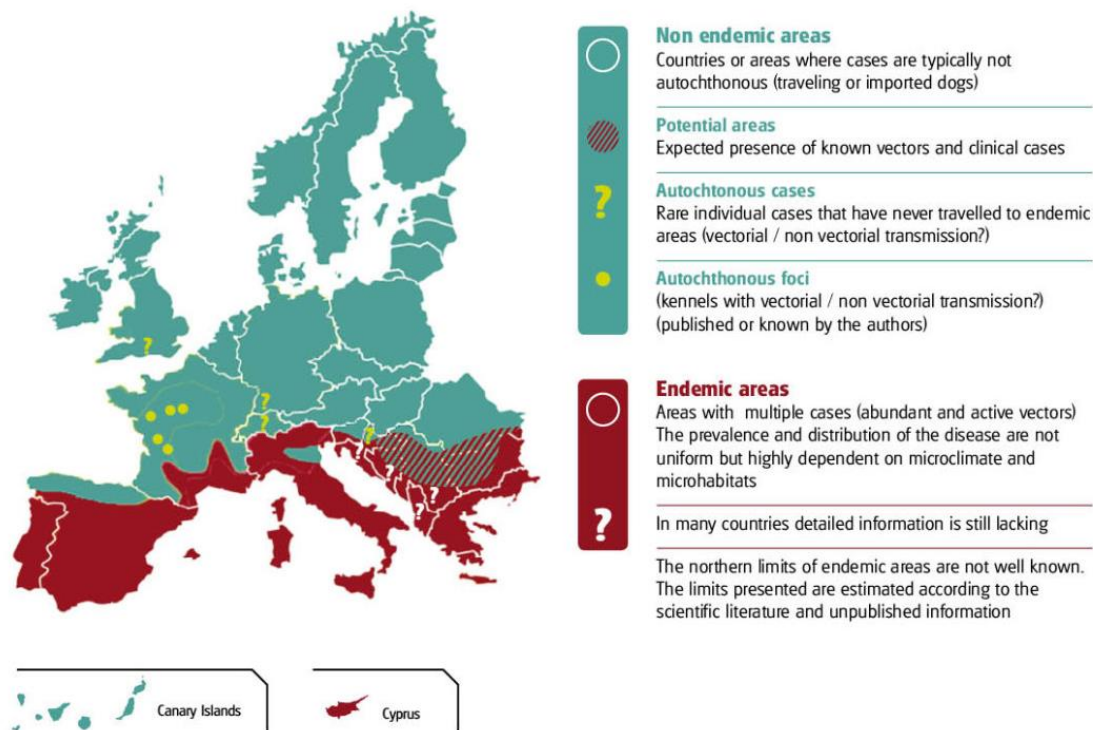 Non endemic areas
Countries or areas where cases are typically not
autochthonous (traveling or imported dogs)
Potential areas
Expected presence of known vectors and clinical cases
?
Autochtonous cases
Rare individual cases that have never travelled to endemic
areas (vectorial / non vectorial transmission?)
Autochthonous foci
(kennels with vectorial / non vectorial transmission?)
(published or known by the authors)
Endemic areas
Areas with multiple cases (abundant and active vectors)
The prevalence and distribution of the disease are not
uniform but highly dependent on microclimate and
microhabitats
?
In many countries detailed information is still lacking
The northern limits of endemic areas are not well known.
The limits presented are estimated according to the
scientific literature and unpublished information
?
?
?
?
?
?
?
?
Canary Islands
Cyprus